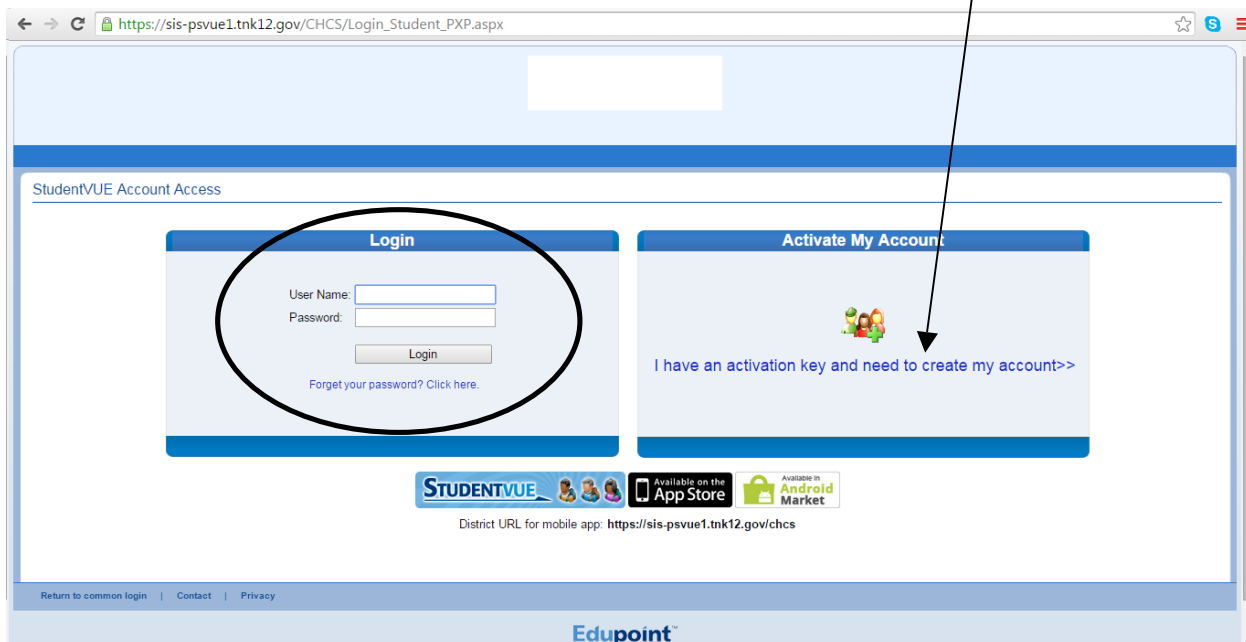 https://sis-psvue1.tnk12.gov/CHCS/Login_Student_PXP.aspx
StudentVUE Account Access
Login
User Name:
Password:
Login
Forget your password? Click here.
Activate My Account
I have an activation key and need to create my account>>
STUDENTVUE
Available on the
App Store
Available in
Android
Market
District URL for mobile app: https://sis-psvue1.tnk12.gov/chcs
Return to common login | Contact | Privacy
Edupoint™